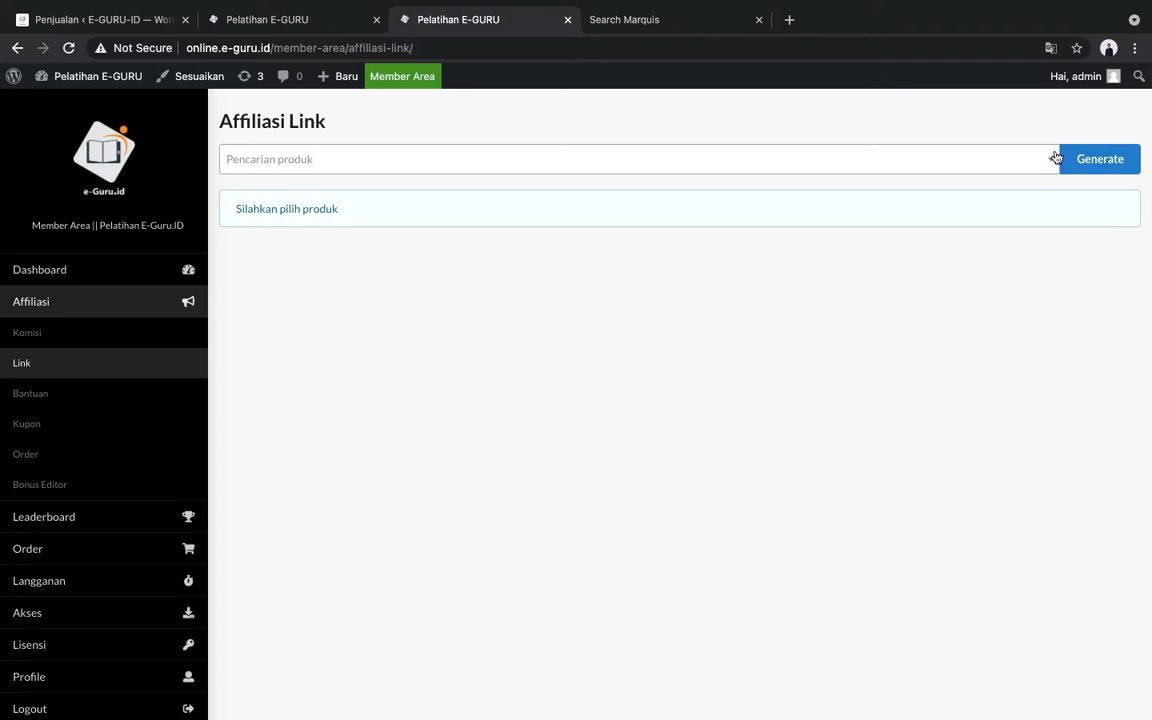 Penjualan ‹ E-GURU-ID — Wor
Pelatihan E-GURU
Pelatihan E-GURU
Search Marquis
Not Secure
online.e-guru.id/member-area/affiliasi-link/
Pelatihan E-GURU
Sesuaikan
3
0
Baru
Member Area
Hai, admin
e-Guru.id
Member Area || Pelatihan E-Guru.ID
Dashboard
Affiliasi
Komisi
Link
Bantuan
Kupon
Order
Bonus Editor
Leaderboard
Order
Langganan
Akses
Lisensi
Profile
Logout
Affiliasi Link
Pencarian produk
Generate
Silahkan pilih produk